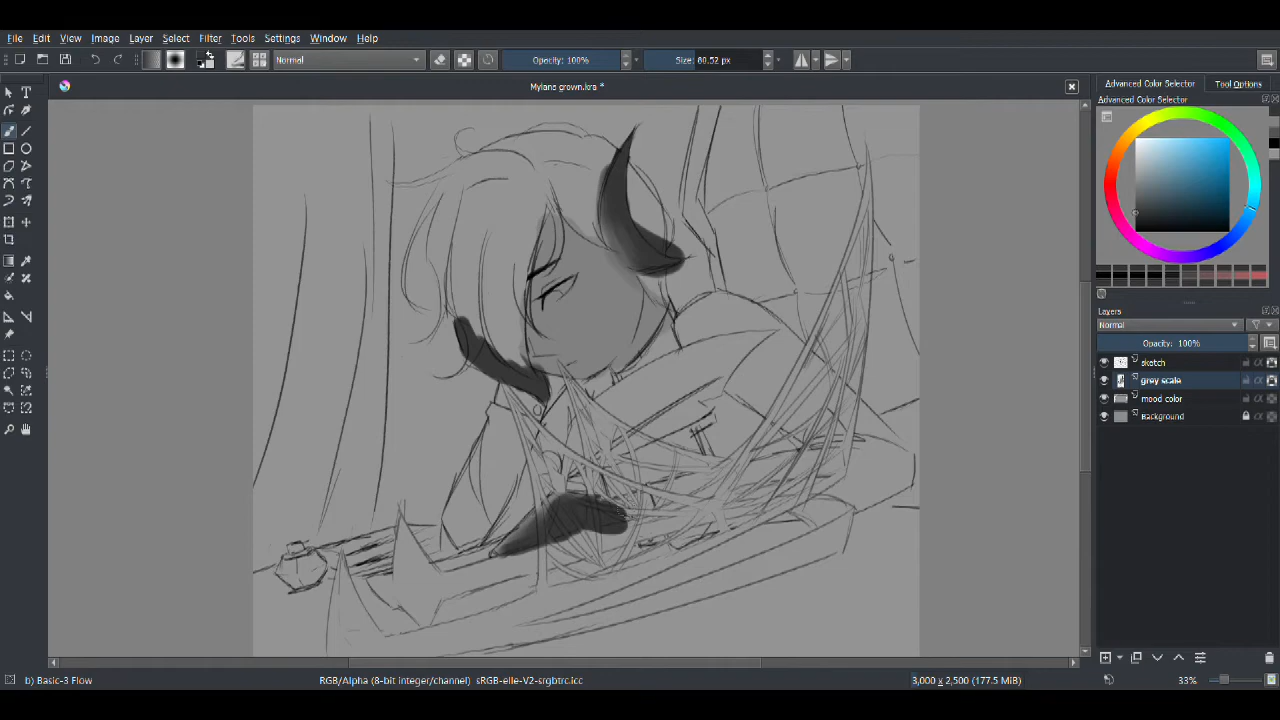 File Edit View Image Layer Select Filter Tools Settings Window Help
Normal Opacity: 100% Size: 80.52 px
Mylans grown.kra *
Advanced Color Selector Tool Options
Advanced Color Selector
Layers
Normal
Opacity: 100%
sketch
grey scale
mood color
Background
b) Basic-3 Flow RGB/Alpha (8-bit integer/channel) sRGB-elle-V2-srgbtrc.icc 3,000 x 2,500 (177.5 MiB) 33%